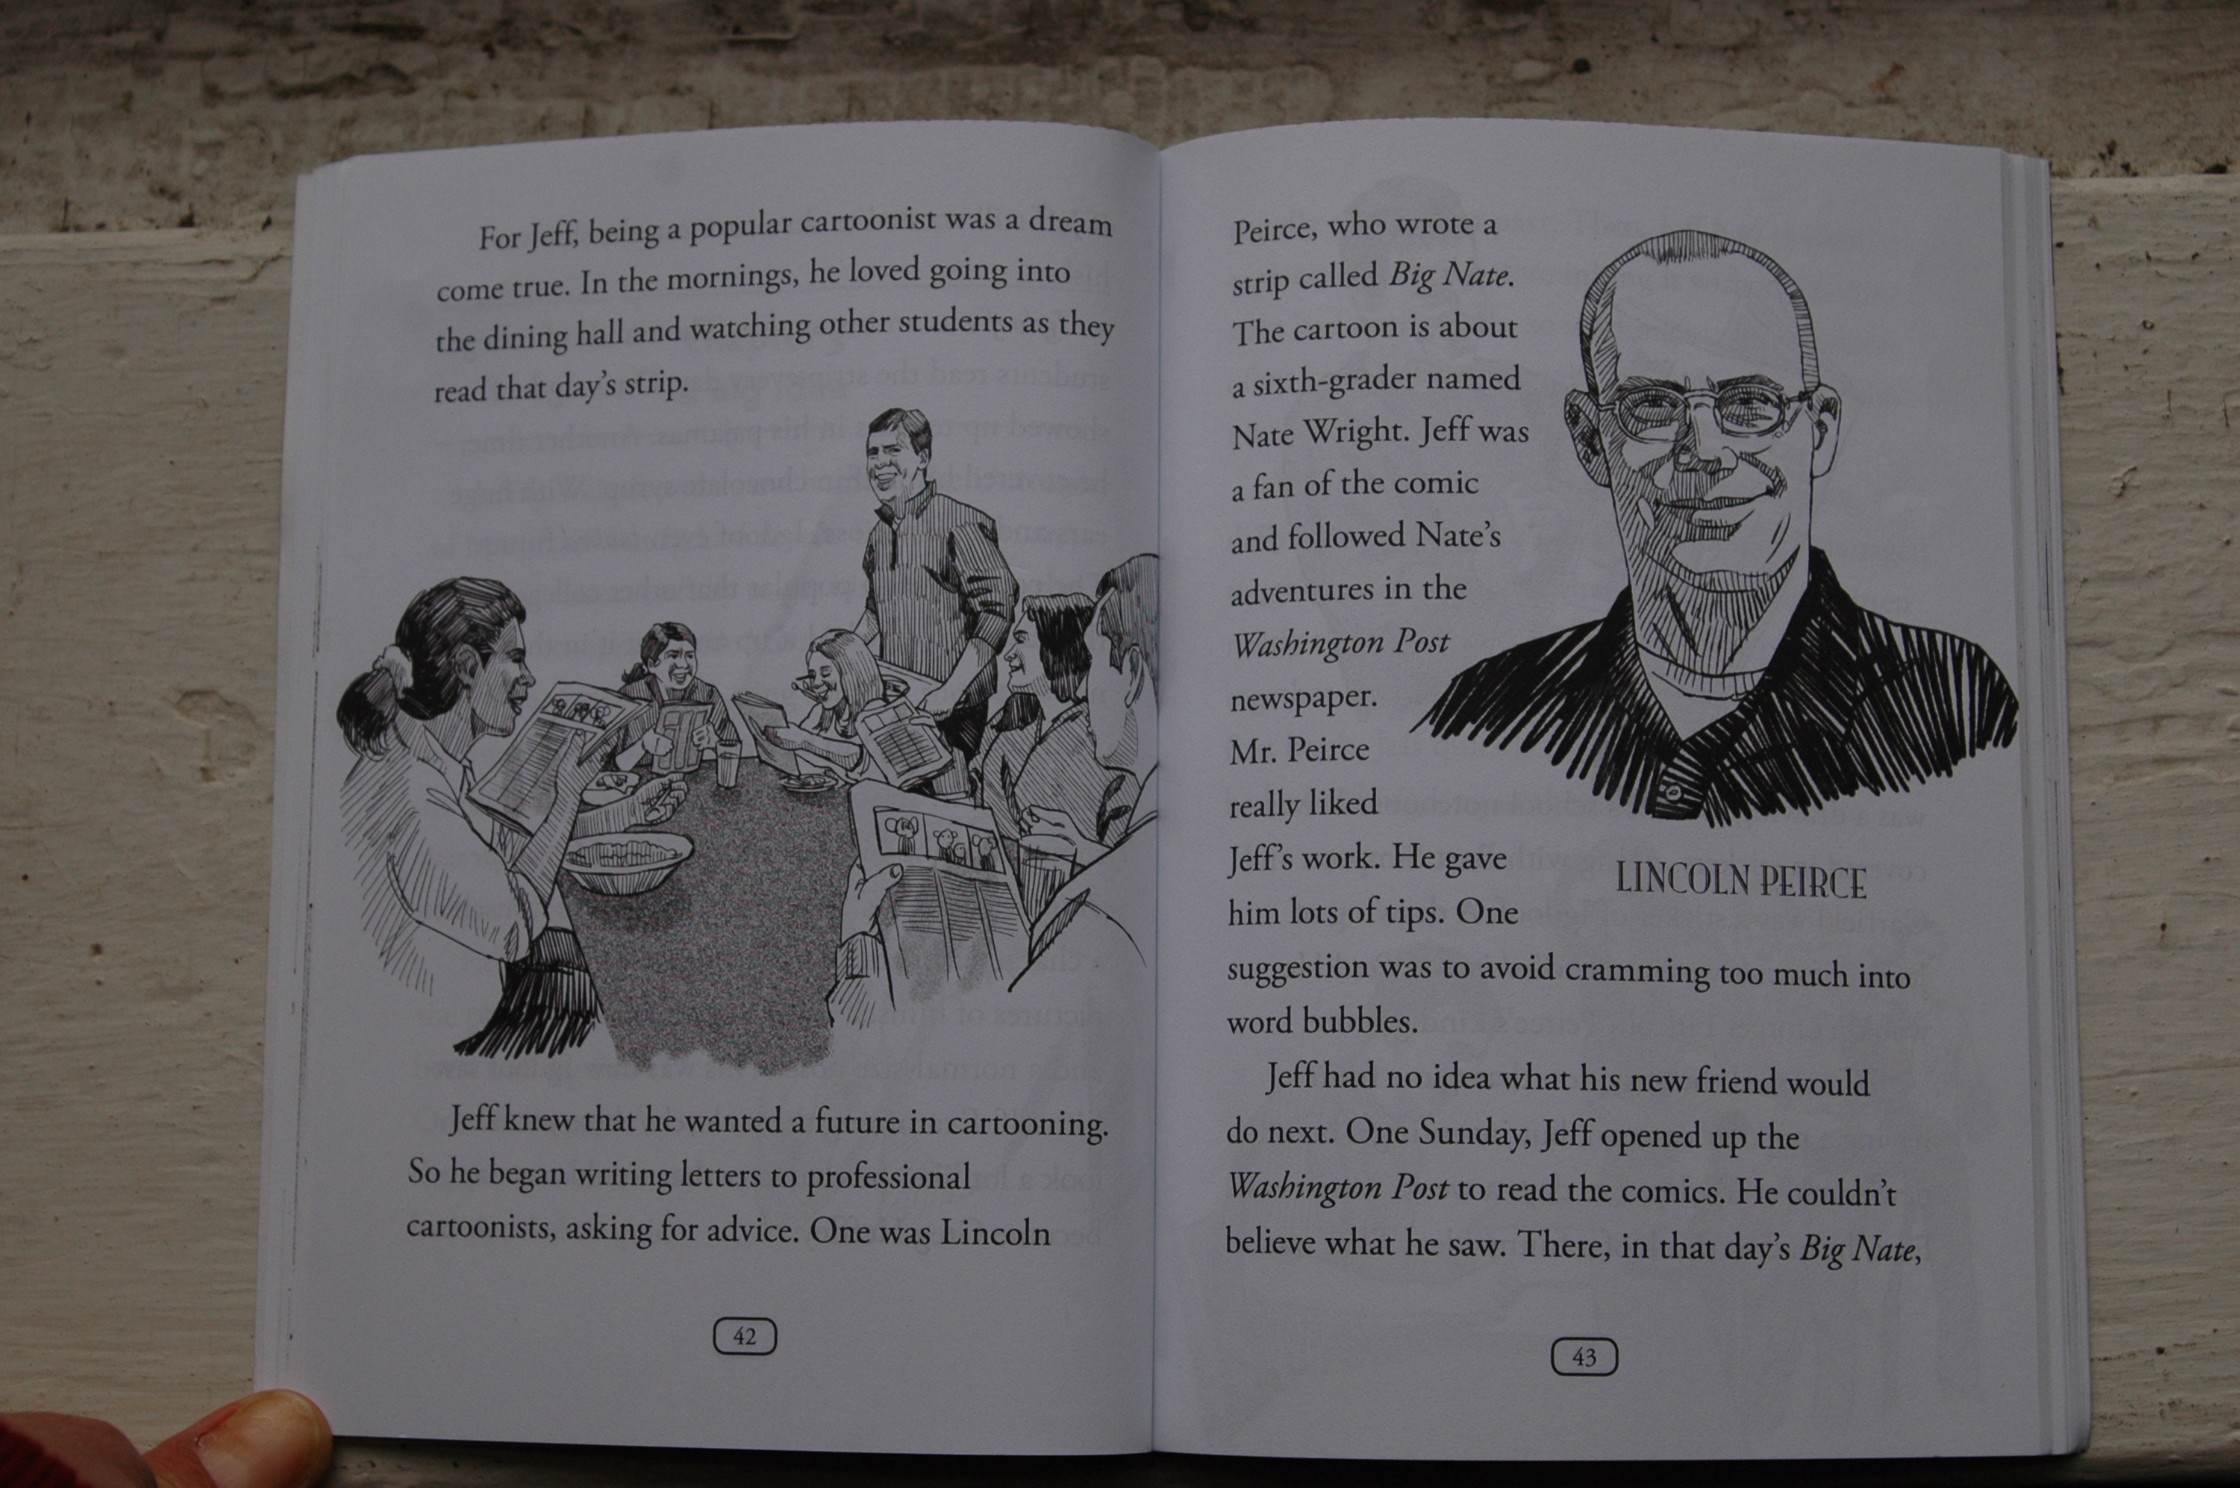 For Jeff, being a popular cartoonist was a dream
come true. In the mornings, he loved going into
the dining hall and watching other students as they
read that day's strip.
Jeff knew that he wanted a future in cartooning.
So he began writing letters to professional
cartoonists, asking for advice. One was Lincoln
42
Peirce, who wrote a
strip called Big Nate.
The cartoon is about
a sixth-grader named
Nate Wright. Jeff was
a fan of the comic
and followed Nate's
adventures in the
Washington Post
newspaper.
Mr. Peirce
really liked
Jeff's work. He gave
him lots of tips. One
suggestion was to avoid cramming too much into
word bubbles.
LINCOLN PEIRCE
Jeff had no idea what his new friend would
do next. One Sunday, Jeff opened up the
Washington Post to read the comics. He couldn't
believe what he saw. There, in that day's Big Nate,
43